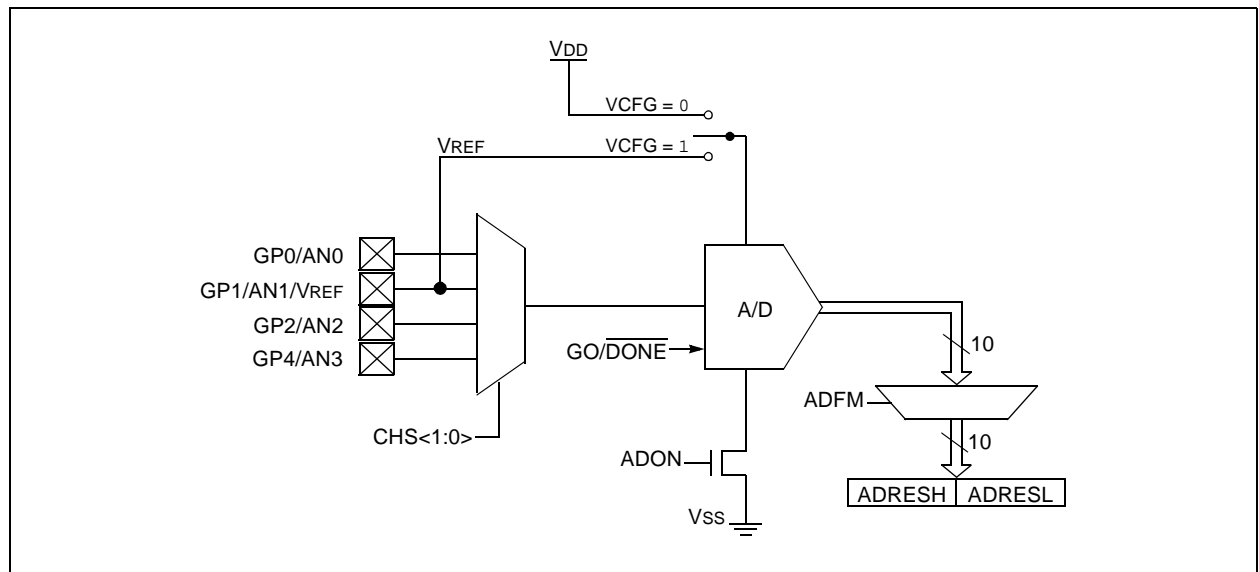 VDD
VCFG = 0
VREF
VCFG = 1
GP0/AN0
GP1/AN1/VREF
GP2/AN2
GP4/AN3
A/D
GO/DONE
10
ADFM
CHS<1:0>
10
ADON
ADRESH ADRESL
VSS